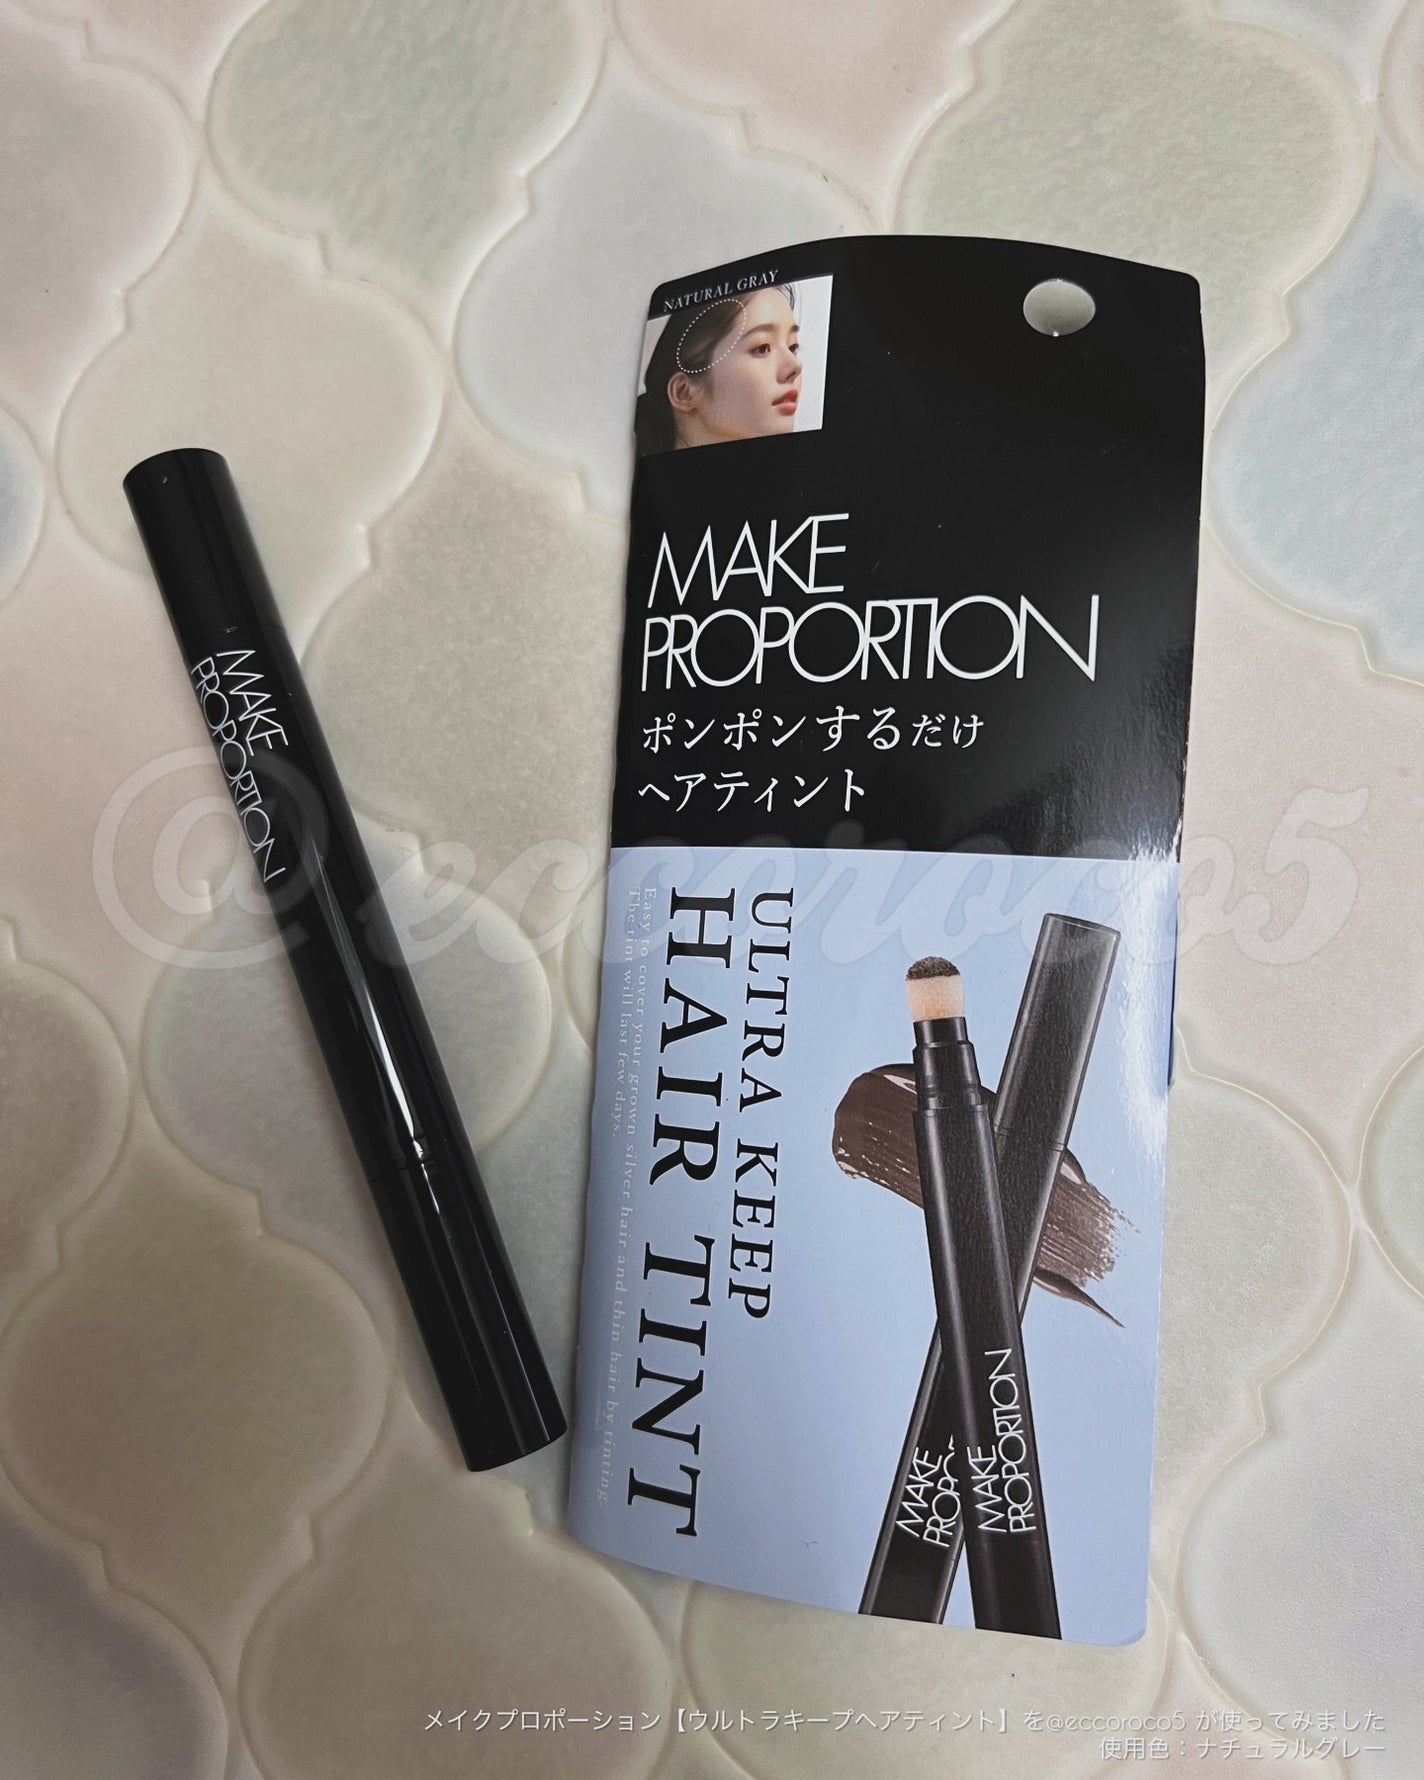 NATURAL GRAY
MAKE
PROPORTION
ポンポンするだけ
ヘアティント
ULTRA KEEP
HAIR TINT
Easy to cover your grown silver hair and thin hair by tinting.
The tint will last few days.
MAKE
PROPO
MAKE
PROPORTION
MAKE
PROPORTION
@eccoroco5
メイクプロポーション【ウルトラキープヘアティント】を@eccoroco5 が使ってみました
使用色：ナチュラルグレー